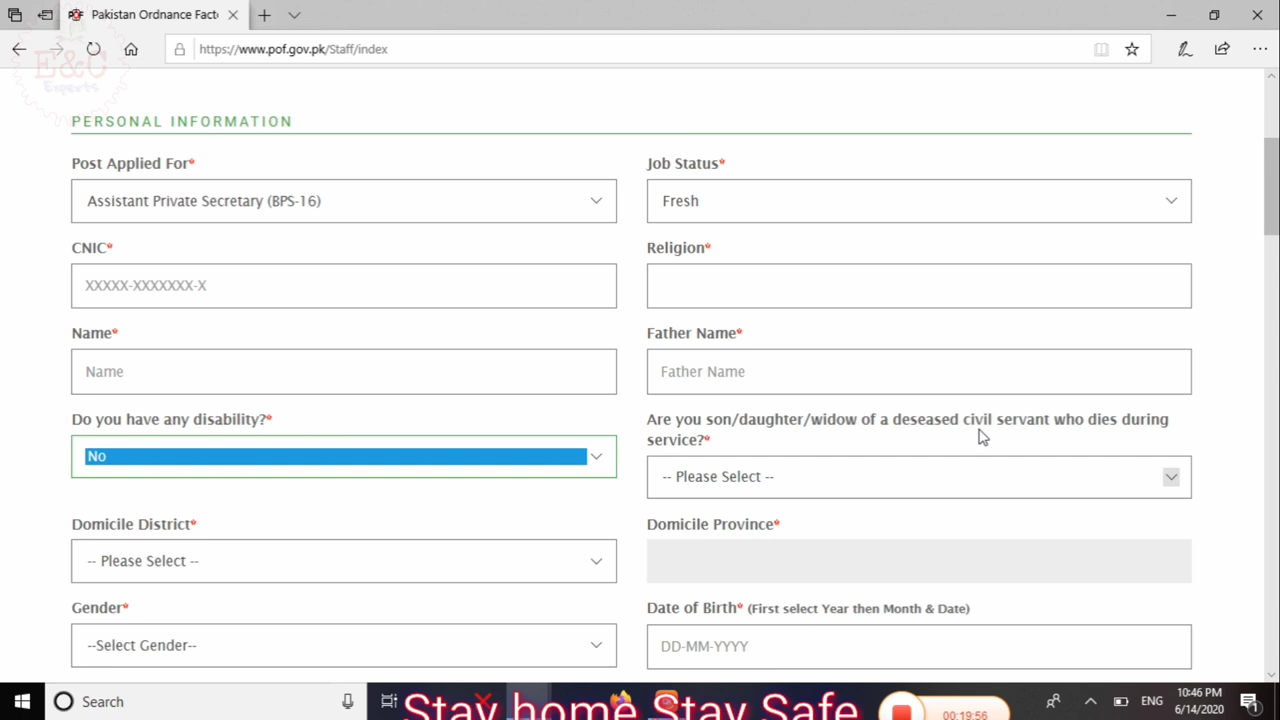 Pakistan Ordnance Fact
https://www.pof.gov.pk/Staff/index
E&C
Experts
PERSONAL INFORMATION
Post Applied For*
Job Status*
Assistant Private Secretary (BPS-16)
Fresh
CNIC*
Religion*
XXXXX-XXXXXXX-X
Name*
Father Name*
Name
Father Name
Do you have any disability?*
Are you son/daughter/widow of a deseased civil servant who dies during
service?*
No
-- Please Select --
Domicile District*
Domicile Province*
-- Please Select --
Gender*
Date of Birth* (First select Year then Month & Date)
--Select Gender--
DD-MM-YYYY
Search
Stay home Stay Safe
00:19:56
ENG
10:46 PM
6/14/2020
1